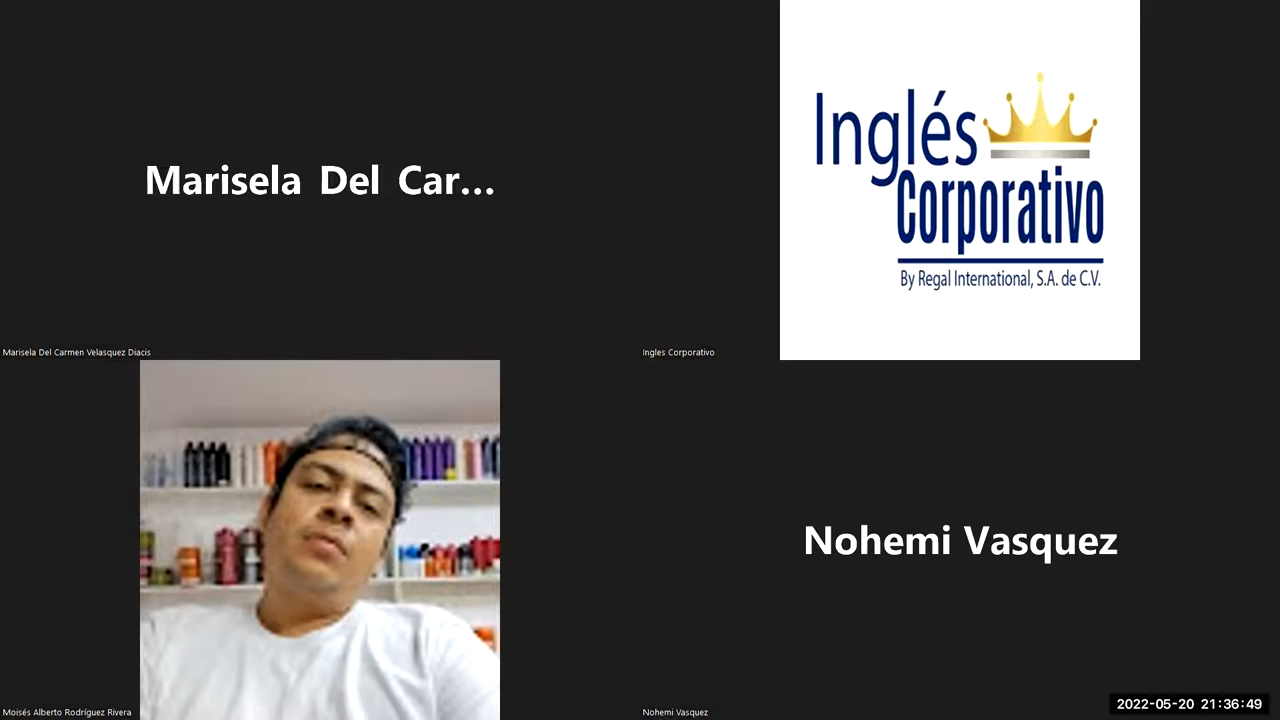 Marisela Del Car...
Marisela Del Carmen Velasquez Diacis
Inglés
Corporativo
By Regal International, S.A. de C.V.
Ingles Corporativo
Moisés Alberto Rodríguez Rivera
Nohemi Vasquez
Nohemi Vasquez
2022-05-20 21:36:49